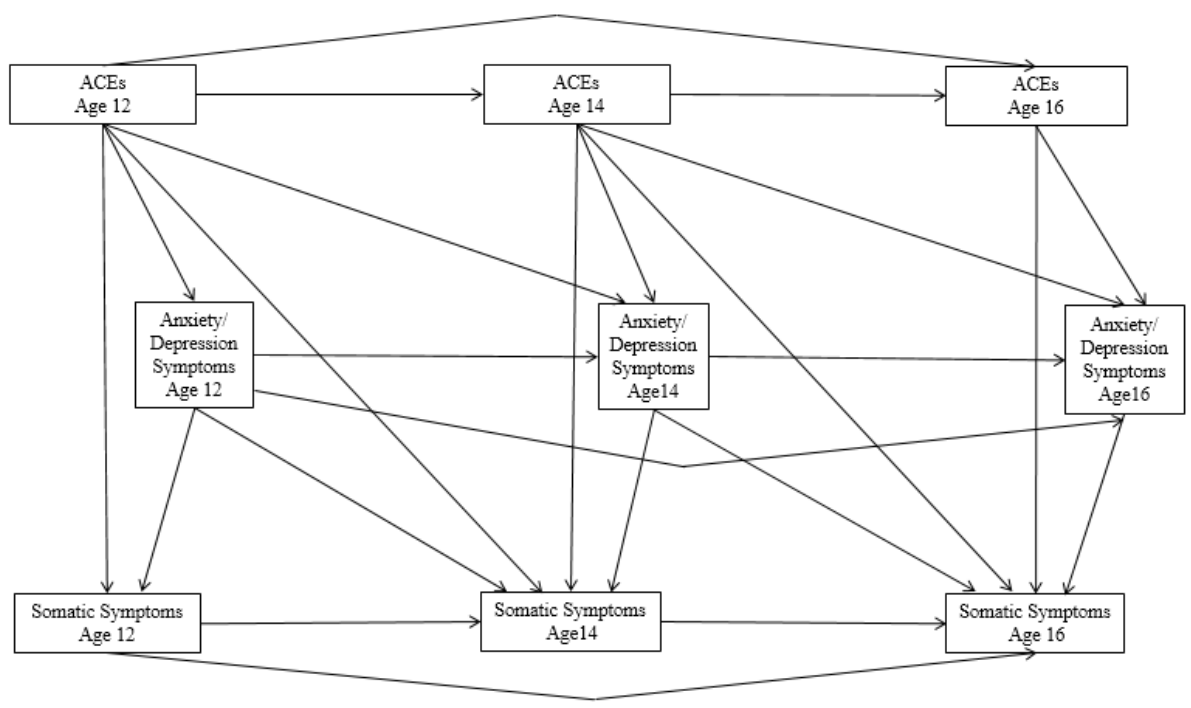 ACEs
Age 12
ACEs
Age 14
ACEs
Age 16
Anxiety/
Depression
Symptoms
Age 12
Anxiety/
Depression
Symptoms
Age14
Anxiety/
Depression
Symptoms
Age16
Somatic Symptoms
Age 12
Somatic Symptoms
Age14
Somatic Symptoms
Age 16